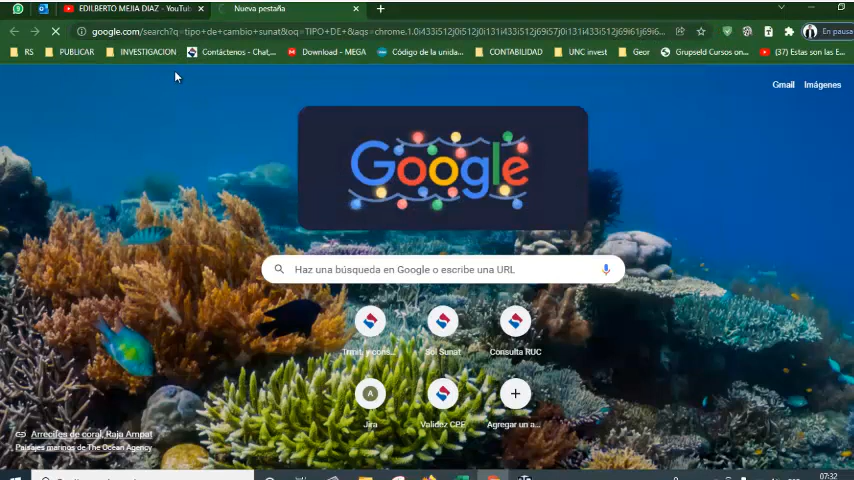 EDILBERTO MEJIA DIAZ - YouTub
Nueva pestaña
google.com/search?q=tipo+de+cambio+sunat&oq=TIPO+DE+&aqs=chrome.1.0i433i512j0i512j0i131i433i512j69i57j0i131i433i512j69i61j69i6...
En pausa
RS
PUBLICAR
INVESTIGACION
Contáctenos - Chat,...
Download - MEGA
Código de la unida...
CONTABILIDAD
UNC invest
Geor
Grupseld Cursos on...
(37) Estas son las E...
Gmail
Imágenes
Google
Haz una búsqueda en Google o escribe una URL
Trmit. y cons...
Sol Sunat
Consulta RUC
A
Jira
Validez CPE
Agregar un a...
Arrecifes de coral, Raja Ampat
Paisajes marinos de The Ocean Agency
07:32